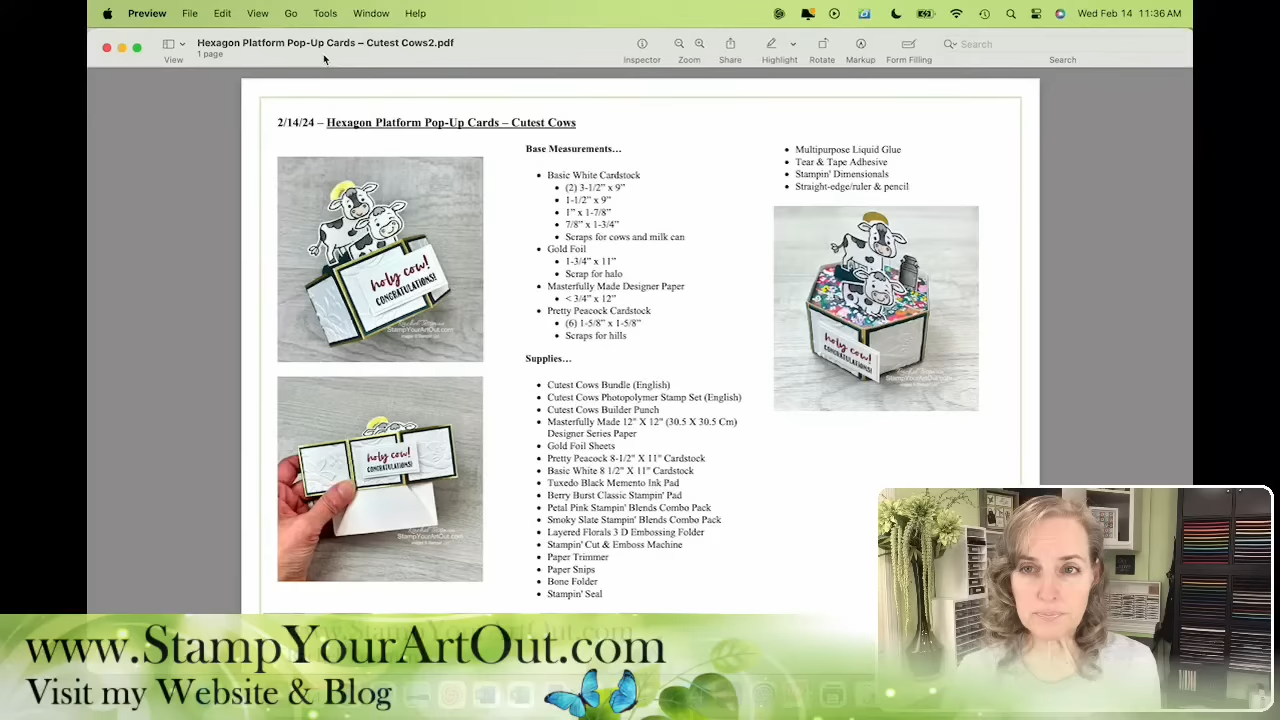 Preview File Edit View Go Tools Window Help
Wed Feb 14 11:36 AM
Hexagon Platform Pop-Up Cards – Cutest Cows2.pdf
1 page
View
Inspector Zoom Share Highlight Rotate Markup Form Filling
Search
Search
2/14/24 – Hexagon Platform Pop-Up Cards – Cutest Cows
holy cow!
CONGRATULATIONS!
StampYourArtOut.com
holy cow!
CONGRATULATIONS!
StampYourArtOut.com
Base Measurements…
• Basic White Cardstock
• (2) 3-1/2” x 9”
• 1-1/2” x 9”
• 1” x 1-7/8”
• 7/8” x 1-3/4”
• Scraps for cows and milk can
• Gold Foil
• 1-3/4” x 11”
• Scrap for halo
• Masterfully Made Designer Paper
• < 3/4” x 12”
• Pretty Peacock Cardstock
• (6) 1-5/8” x 1-5/8”
• Scraps for hills
Supplies…
• Cutest Cows Bundle (English)
• Cutest Cows Photopolymer Stamp Set (English)
• Cutest Cows Builder Punch
• Masterfully Made 12" X 12" (30.5 X 30.5 Cm)
Designer Series Paper
• Gold Foil Sheets
• Pretty Peacock 8-1/2" X 11" Cardstock
• Basic White 8 1/2" X 11" Cardstock
• Tuxedo Black Memento Ink Pad
• Berry Burst Classic Stampin' Pad
• Petal Pink Stampin' Blends Combo Pack
• Smoky Slate Stampin' Blends Combo Pack
• Layered Florals 3 D Embossing Folder
• Stampin' Cut & Emboss Machine
• Paper Trimmer
• Paper Snips
• Bone Folder
• Stampin' Seal
• Multipurpose Liquid Glue
• Tear & Tape Adhesive
• Stampin' Dimensionals
• Straight-edge/ruler & pencil
holy cow!
CONGRATULATIONS!
StampYourArtOut.com
www.StampYourArtOut.com
Visit my Website & Blog